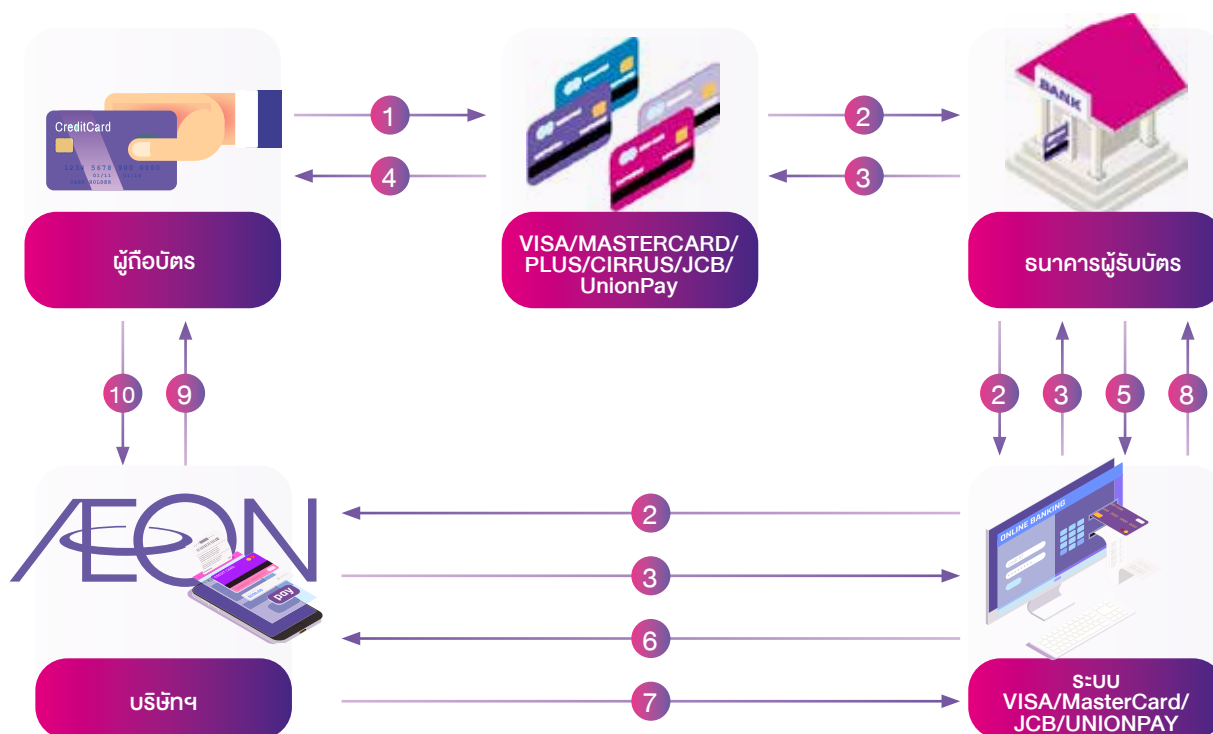 CreditCard
1234 5678
BANK
1
2
4
3
ผู้ถือบัตร
VISA/MASTERCARD/
PLUS/CIRRUS/JCB/
UnionPay
ธนาคารผู้รับบัตร
10
9
2
3
5
8
ÆON
pay
ONLINE BANKING
2
3
6
7
บริษัทฯ
ระบบ
VISA/MasterCard/
JCB/UNIONPAY